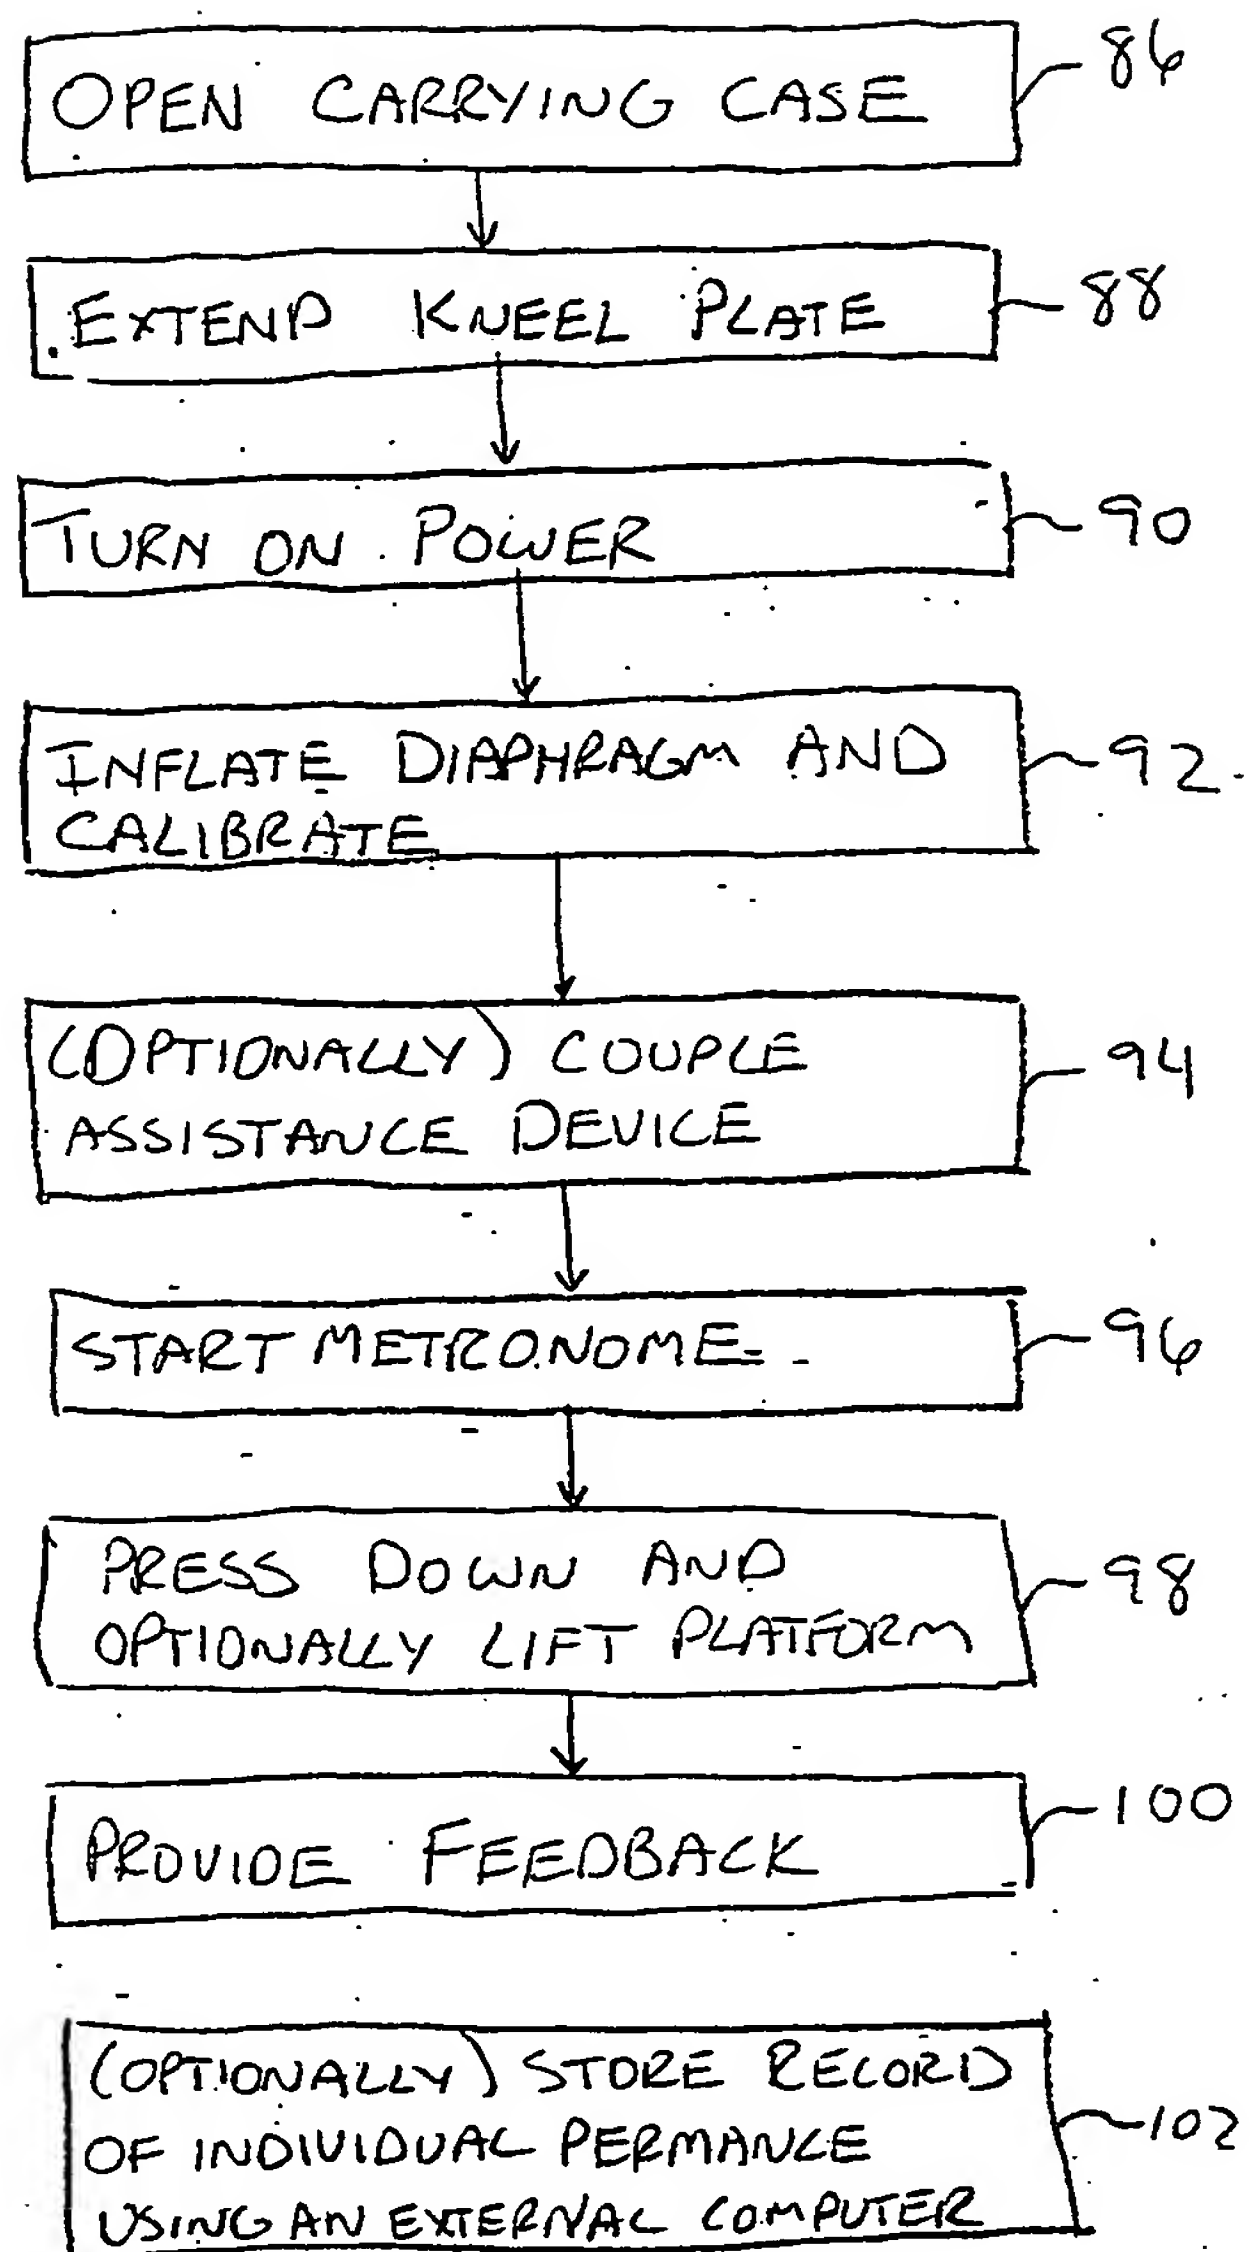 OPEN CARRYING CASE 86
EXTEND KNEEL PLATE 88
TURN ON POWER 90
INFLATE DIAPHRAGM AND 92
CALIBRATE
(OPTIONALLY) COUPLE 94
ASSISTANCE DEVICE
START METRONOME 96
PRESS DOWN AND 98
OPTIONALLY LIFT PLATFORM
PROVIDE FEEDBACK 100
(OPTIONALLY) STORE RECORD
OF INDIVIDUAL PERMANCE 102
USING AN EXTERNAL COMPUTER